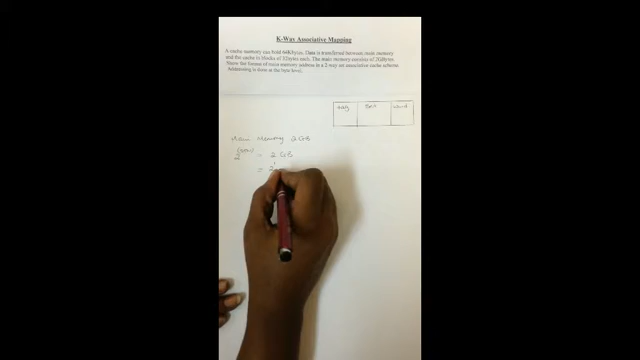 K-Way Associative Mapping
A cache memory can hold 64Kbytes. Data is transferred between main memory
and the cache in blocks of 32bytes each. The main memory consists of 2GBytes.
Show the format of main memory address in a 2 way set associative cache scheme
Addressing is done at the byte level.
Tag Set word
Main Memory 2GB
2 = 2 GB
= 2¹